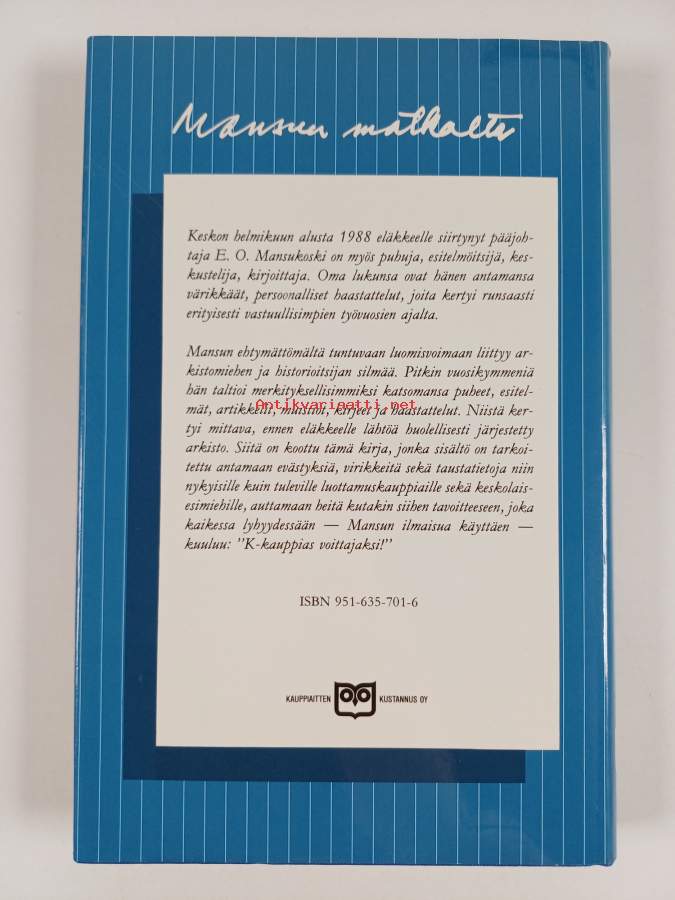 Mansun matkalta
Keskon helmikuun alusta 1988 eläkkeelle siirtynyt pääjoh-
taja E. O. Mansukoski on myös puhuja, esitelmöitsijä, kes-
kustelija, kirjoittaja. Oma lukunsa ovat hänen antamansa
värikkäät, persoonalliset haastattelut, joita kertyi runsaasti
erityisesti vastuullisimpien työvuosien ajalta.
Mansun ehtymättömältä tuntuvaan luomisvoimaan liittyy ar-
kistomiehen ja historioitsijan silmää. Pitkin vuosikymmeniä
hän taltioi merkityksellisimmiksi katsomansa puheet, esitel-
mät, artikkelit, muistiot, kirjeet ja haastattelut. Niistä ker-
Antikvariaatti.net
tyi mittava, ennen eläkkeelle lähtöä huolellisesti järjestetty
arkisto. Siitä on koottu tämä kirja, jonka sisältö on tarkoi-
tettu antamaan evästyksiä, virikkeitä sekä taustatietoja niin
nykyisille kuin tuleville luottamuskauppiaille sekä keskolais-
esimiehille, auttamaan heitä kutakin siihen tavoitteeseen, joka
kaikessa lyhyydessään — Mansun ilmaisua käyttäen —
kuuluu: ”K-kauppias voittajaksi!”
ISBN 951-635-701-6
KAUPPIAITTEN KUSTANNUS OY